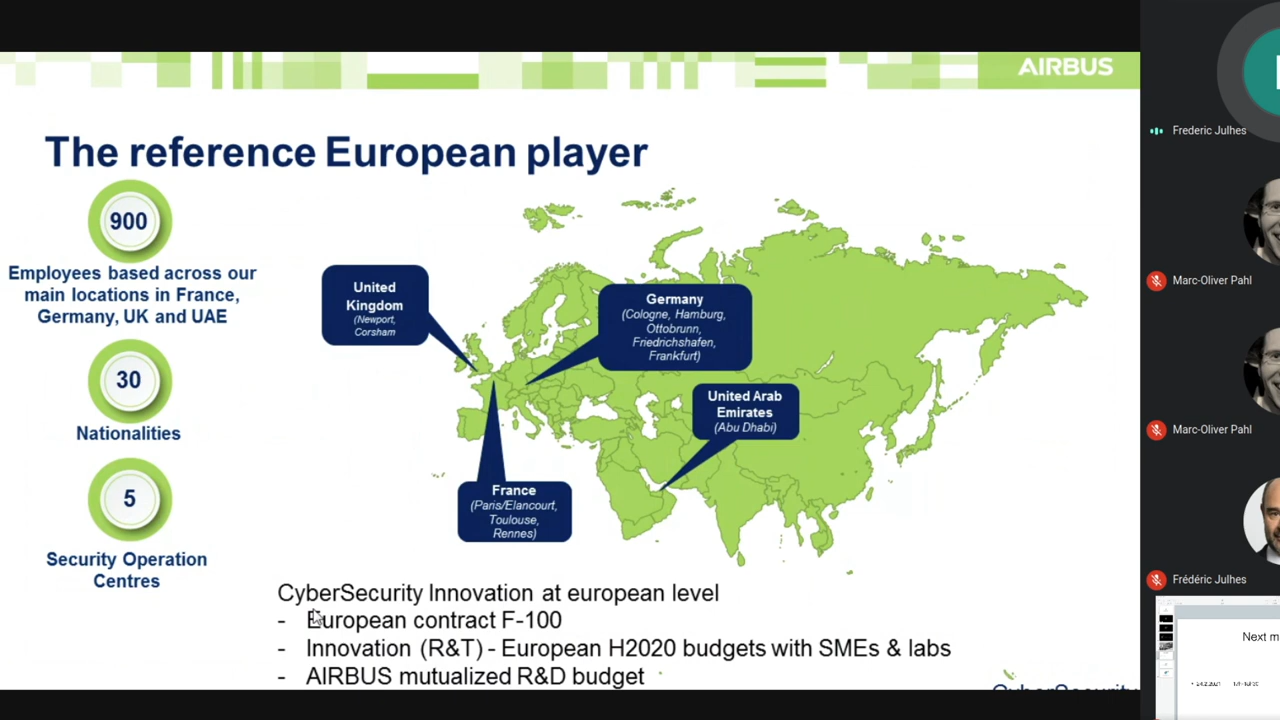 AIRBUS
The reference European player
900
Employees based across our
main locations in France,
Germany, UK and UAE
30
Nationalities
5
Security Operation
Centres
United
Kingdom
(Newport,
Corsham
Germany
(Cologne, Hamburg,
Ottobrunn,
Friedrichshafen,
Frankfurt)
United Arab
Emirates
(Abu Dhabi)
France
(Paris/Elancourt,
Toulouse,
Rennes)
CyberSecurity Innovation at european level
- European contract F-100
- Innovation (R&T) - European H2020 budgets with SMEs & labs
- AIRBUS mutualized R&D budget
CyberSecurity
Frederic Julhes
Marc-Oliver Pahl
Marc-Oliver Pahl
Frédéric Julhes
Next m